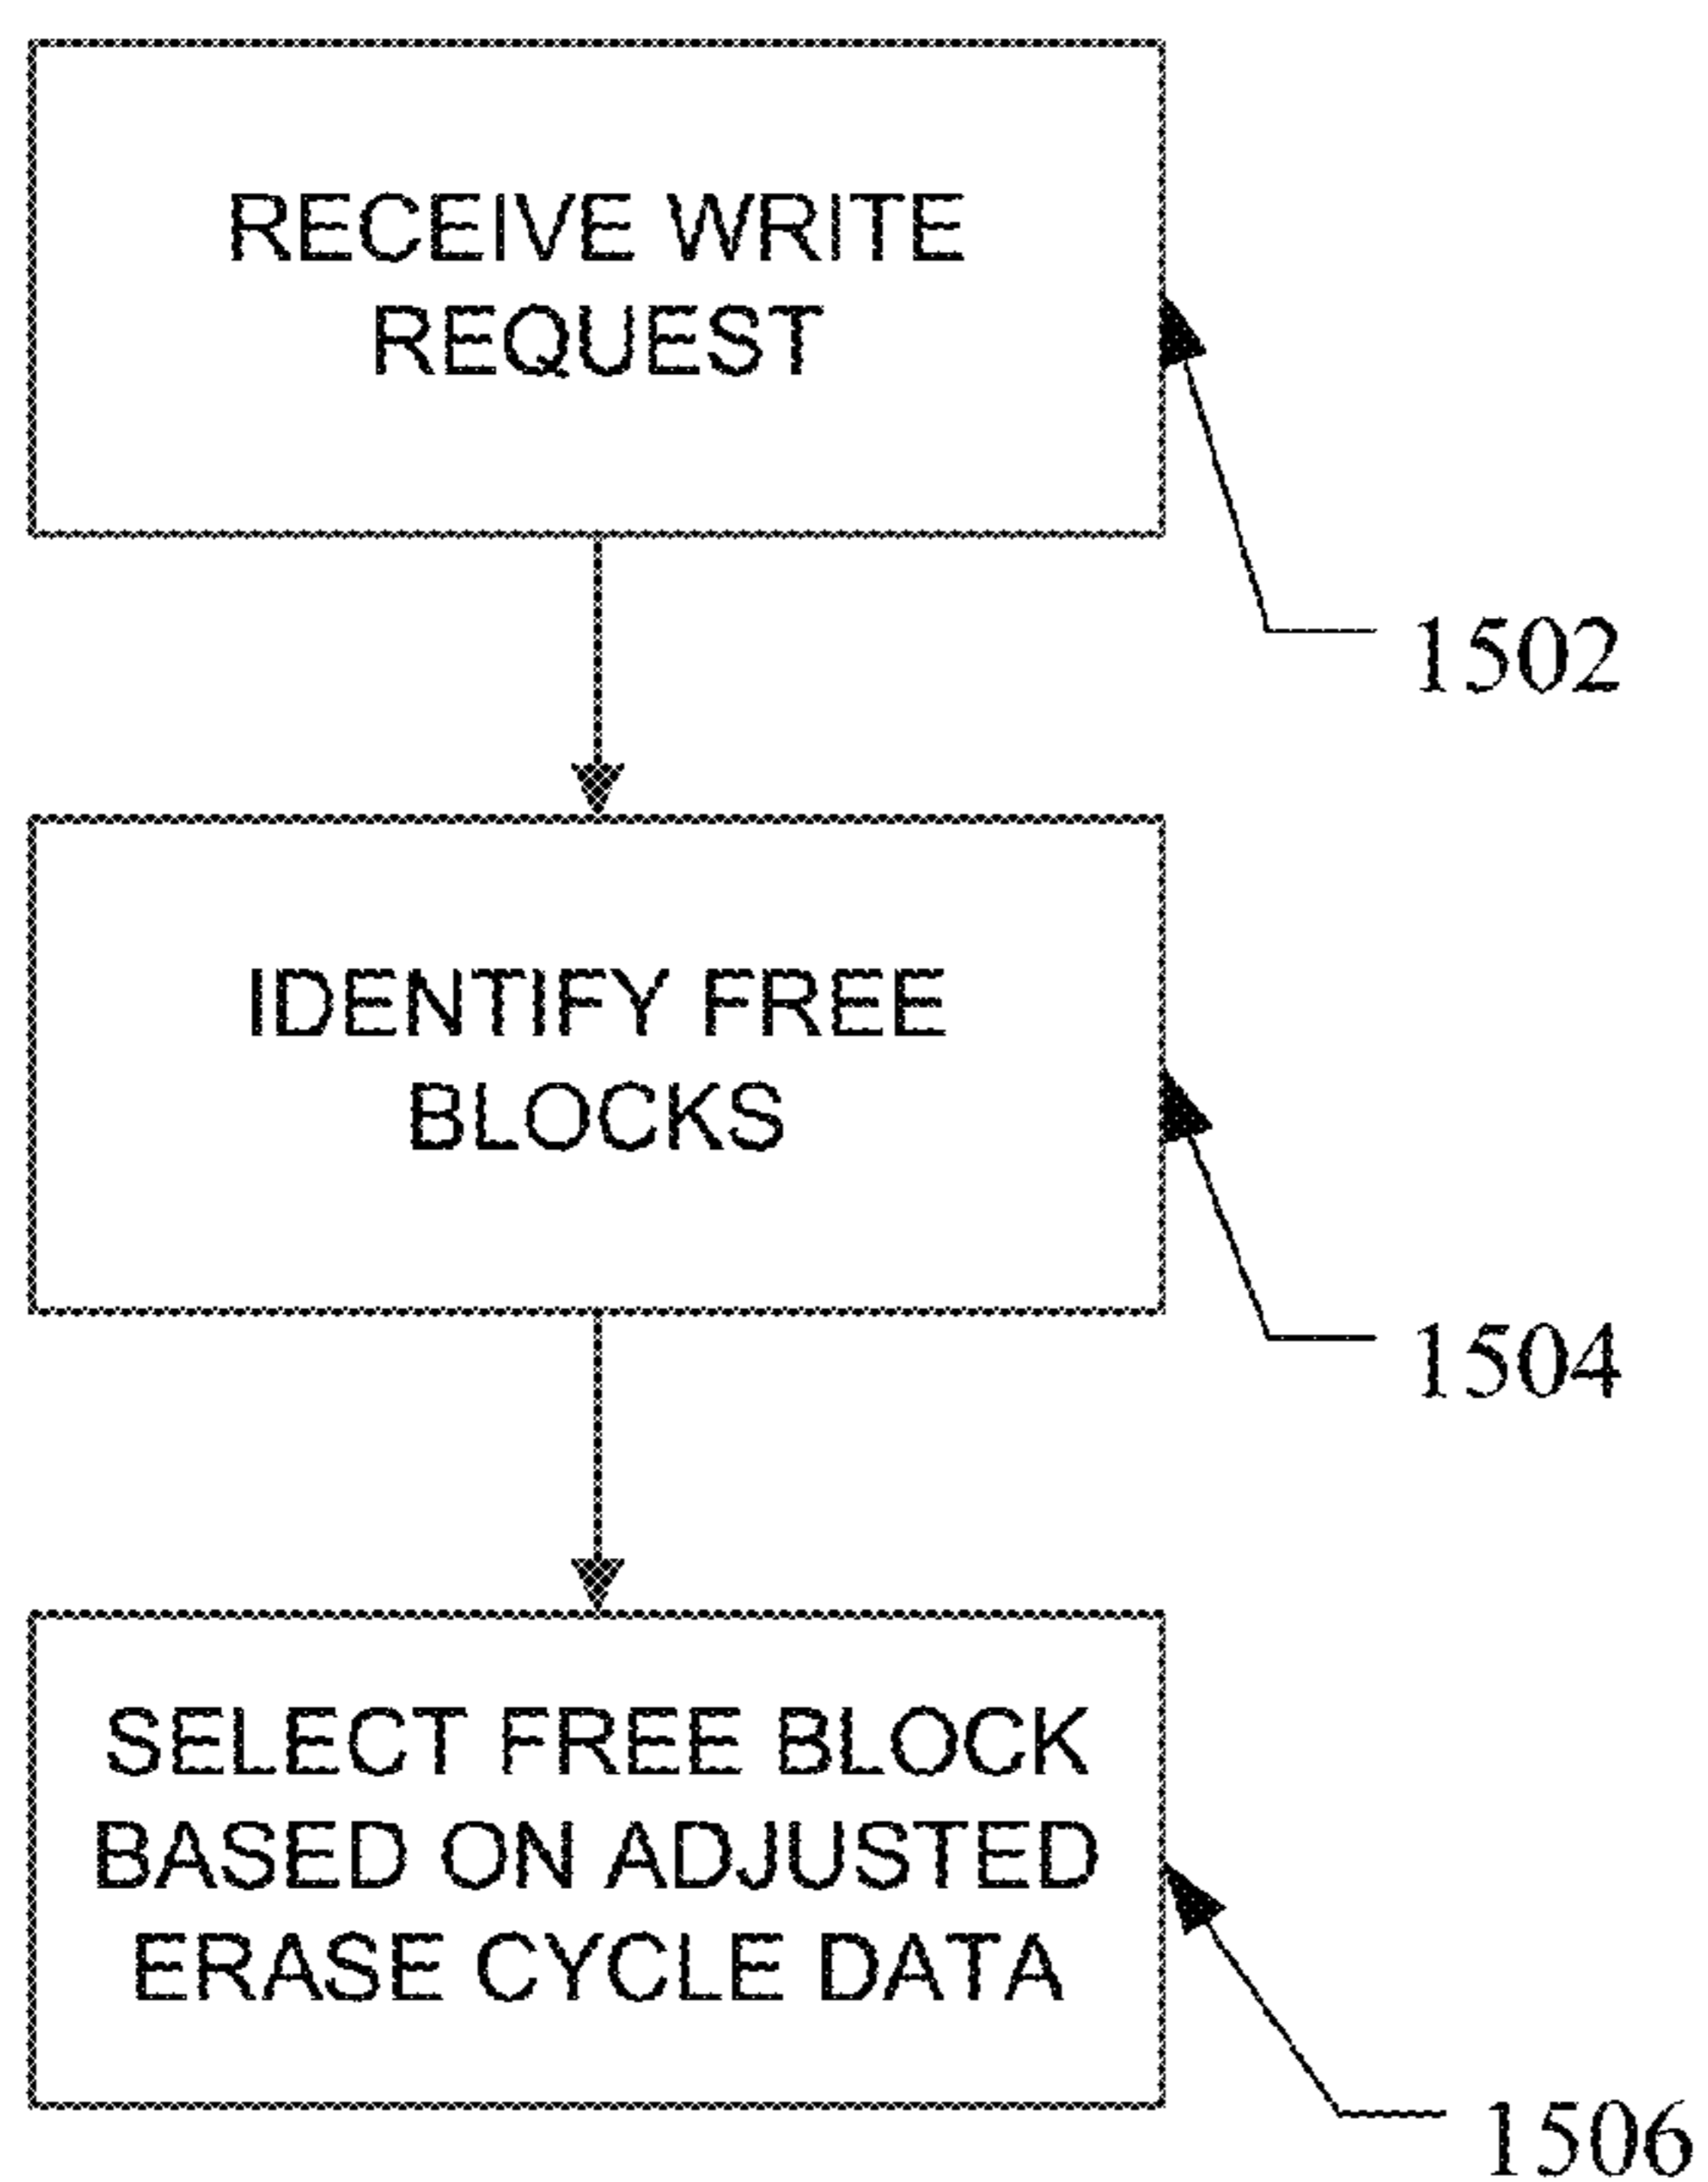 RECEIVE WRITE
REQUEST
1502
IDENTIFY FREE
BLOCKS
1504
SELECT FREE BLOCK
BASED ON ADJUSTED
ERASE CYCLE DATA
1506